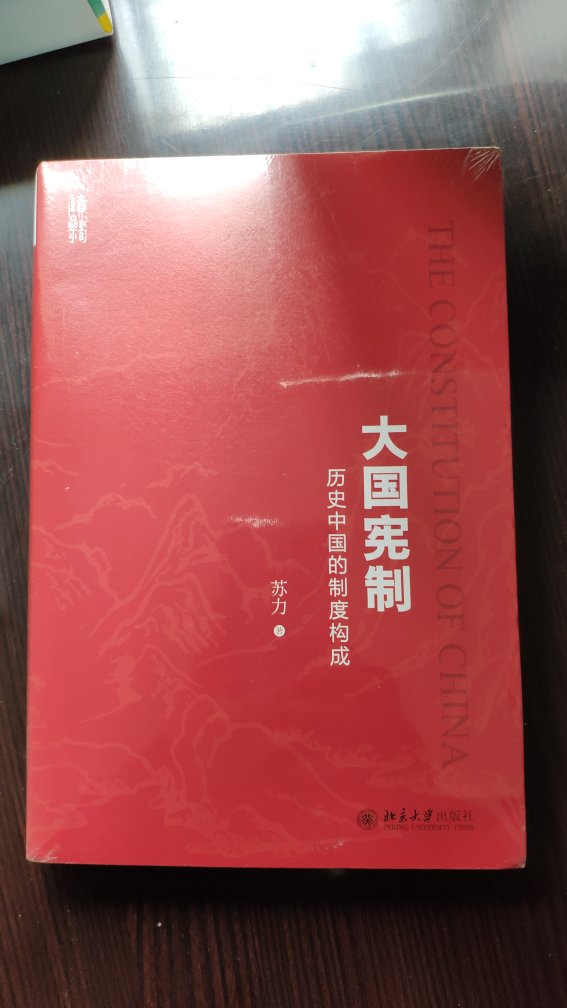 THE CONSTITUTION OF CHINA
大国宪制
历史中国的制度构成
苏力 著
北京大学出版社
PEKING UNIVERSITY PRESS